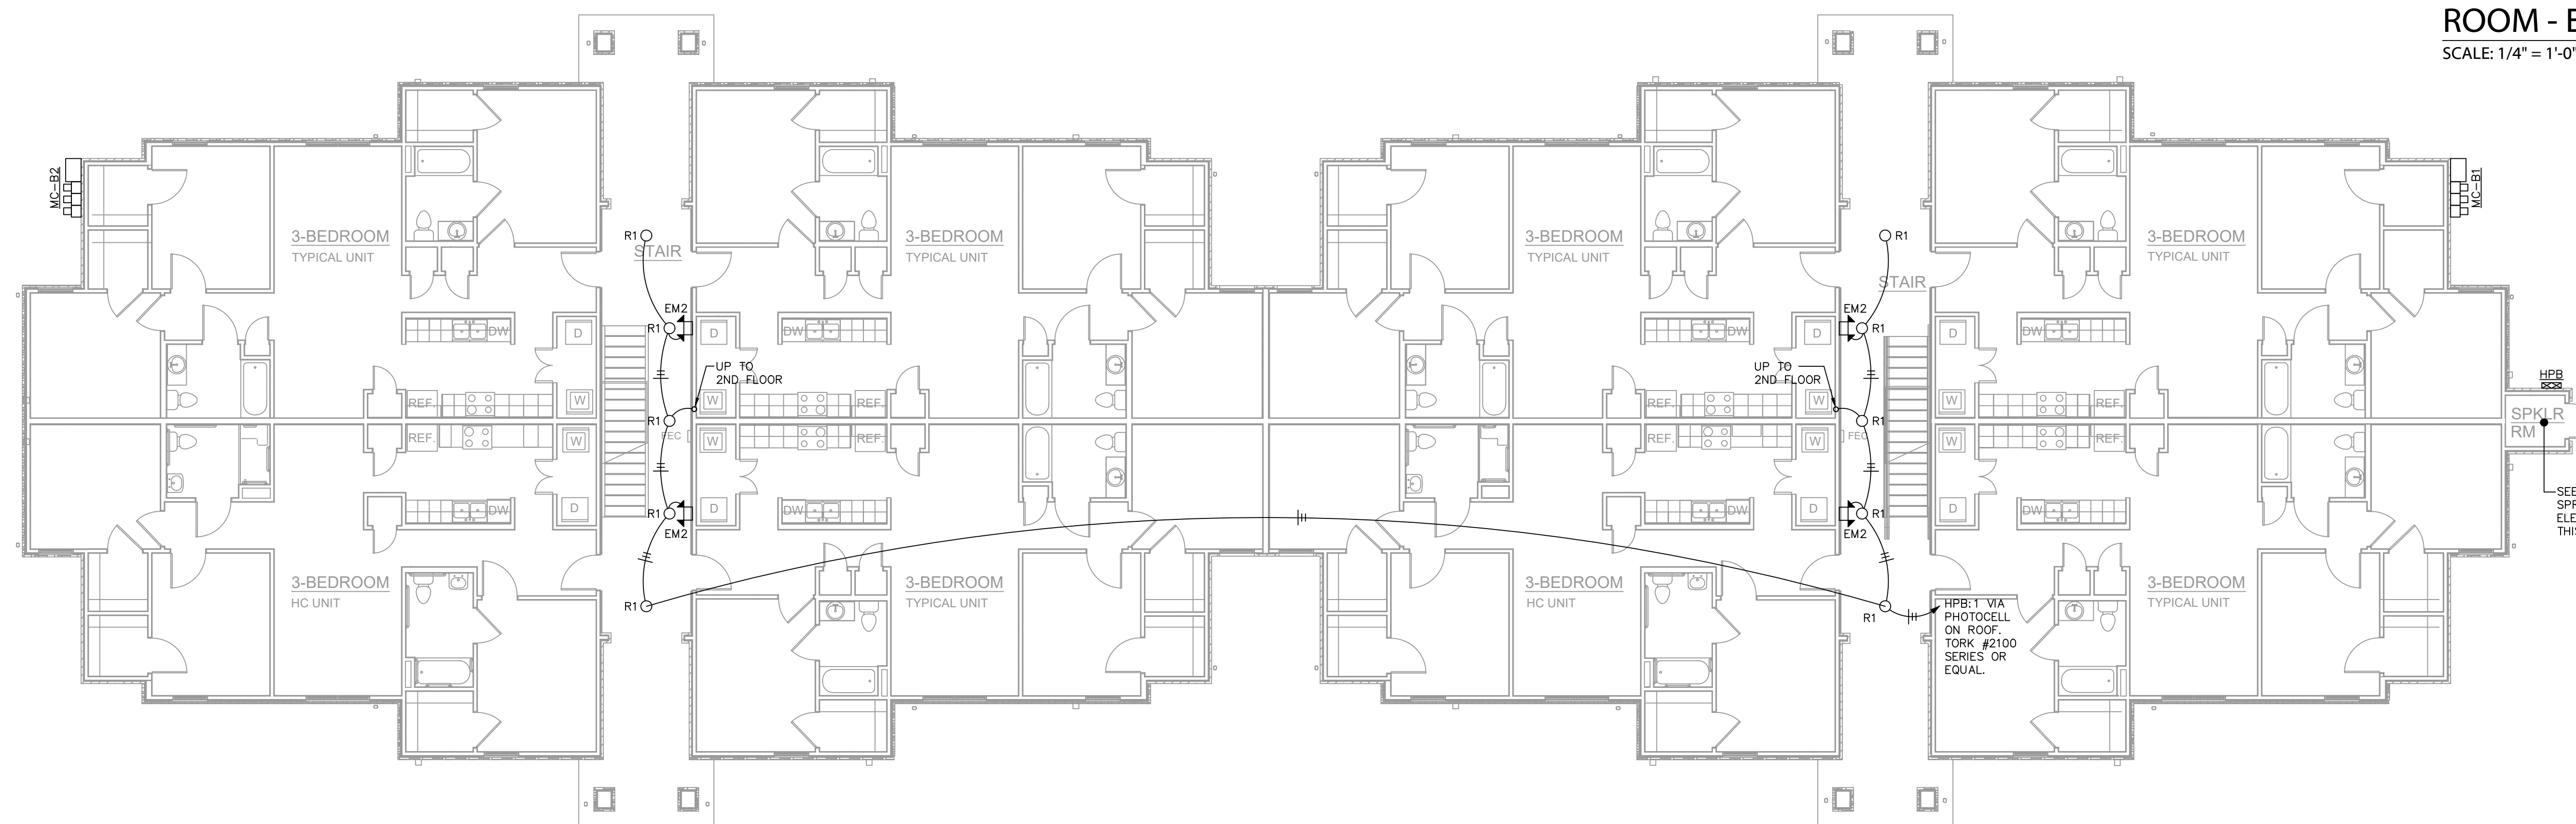 ROOM - E
SCALE: 1/4" = 1'-0"
MC-B2
3-BEDROOM
TYPICAL UNIT
R1
STAIR
3-BEDROOM
TYPICAL UNIT
3-BEDROOM
TYPICAL UNIT
R1
STAIR
3-BEDROOM
TYPICAL UNIT
MC-B1
EM2
R1
D
D
DW
DW
EM2
R1
D
D
DW
DW
UP TO
2ND FLOOR
UP TO
2ND FLOOR
REF.
W
W
REF.
REF.
W
W
REF.
HPB
R1
R1
SPKLR
RM
REF.
W
FEC
W
REF.
REF.
W
FEC
W
REF.
DW
D
D
DW
DW
D
D
DW
R1
EM2
R1
EM2
SEE
SPR
ELE
THIS
3-BEDROOM
HC UNIT
3-BEDROOM
TYPICAL UNIT
3-BEDROOM
HC UNIT
3-BEDROOM
TYPICAL UNIT
R1
R1
HPB:1 VIA
PHOTOCELL
ON ROOF.
TORK #2100
SERIES OR
EQUAL.